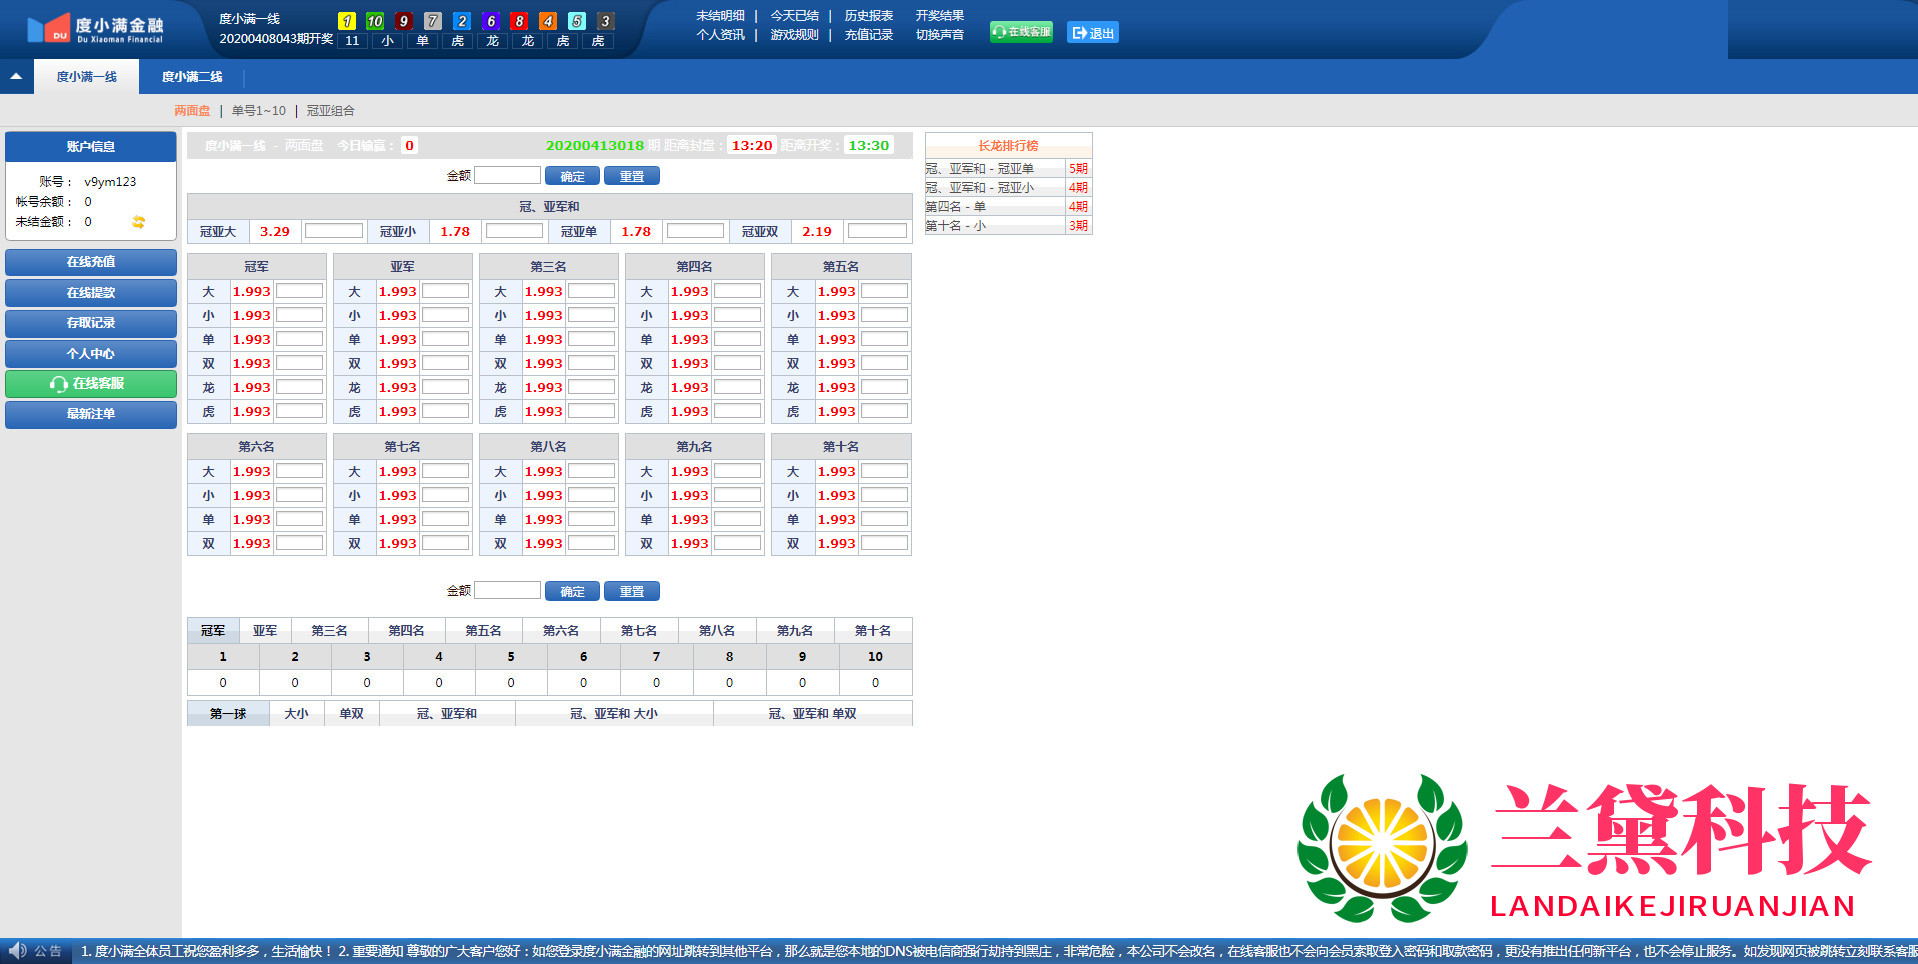 度小满金融
Du Xiaoman Financial
DU
度小满一线 1 10 9 7 2 6 8 4 5 3
20200408043期开奖 11 小 单 虎 龙 龙 虎 虎
未结明细 | 今天已结 | 历史报表 开奖结果
个人资讯 | 游戏规则 | 充值记录 切换声音
在线客服 退出
度小满一线 度小满二线
两面盘 | 单号1~10 | 冠亚组合
账户信息
账号： v9ym123
帐号余额： 0
未结金额： 0
在线充值
在线提款
存取记录
个人中心
在线客服
最新注单
度小满一线 - 两面盘 今日输赢： 0 20200413018 期 距离封盘： 13:20 距离开奖： 13:30
金额 确定 重置
冠、亚军和
冠亚大 3.29 冠亚小 1.78 冠亚单 1.78 冠亚双 2.19
冠军 亚军 第三名 第四名 第五名
大 1.993 大 1.993 大 1.993 大 1.993 大 1.993
小 1.993 小 1.993 小 1.993 小 1.993 小 1.993
单 1.993 单 1.993 单 1.993 单 1.993 单 1.993
双 1.993 双 1.993 双 1.993 双 1.993 双 1.993
龙 1.993 龙 1.993 龙 1.993 龙 1.993 龙 1.993
虎 1.993 虎 1.993 虎 1.993 虎 1.993 虎 1.993
第六名 第七名 第八名 第九名 第十名
大 1.993 大 1.993 大 1.993 大 1.993 大 1.993
小 1.993 小 1.993 小 1.993 小 1.993 小 1.993
单 1.993 单 1.993 单 1.993 单 1.993 单 1.993
双 1.993 双 1.993 双 1.993 双 1.993 双 1.993
金额 确定 重置
冠军 亚军 第三名 第四名 第五名 第六名 第七名 第八名 第九名 第十名
1 2 3 4 5 6 7 8 9 10
0 0 0 0 0 0 0 0 0 0
第一球 大小 单双 冠、亚军和 冠、亚军和 大小 冠、亚军和 单双
长龙排行榜
冠、亚军和 - 冠亚单 5期
冠、亚军和 - 冠亚小 4期
第四名 - 单 4期
第十名 - 小 3期
兰黛科技
LANDAIKEJIRUANJIAN
公告 1. 度小满全体员工祝您盈利多多，生活愉快！ 2. 重要通知 尊敬的广大客户您好：如您登录度小满金融的网址跳转到其他平台，那么就是您本地的DNS被电信商强行劫持到黑庄，非常危险，本公司不会改名，在线客服也不会向会员索取登入密码和取款密码，更没有推出任何新平台，也不会停止服务。如发现网页被跳转立刻联系客服